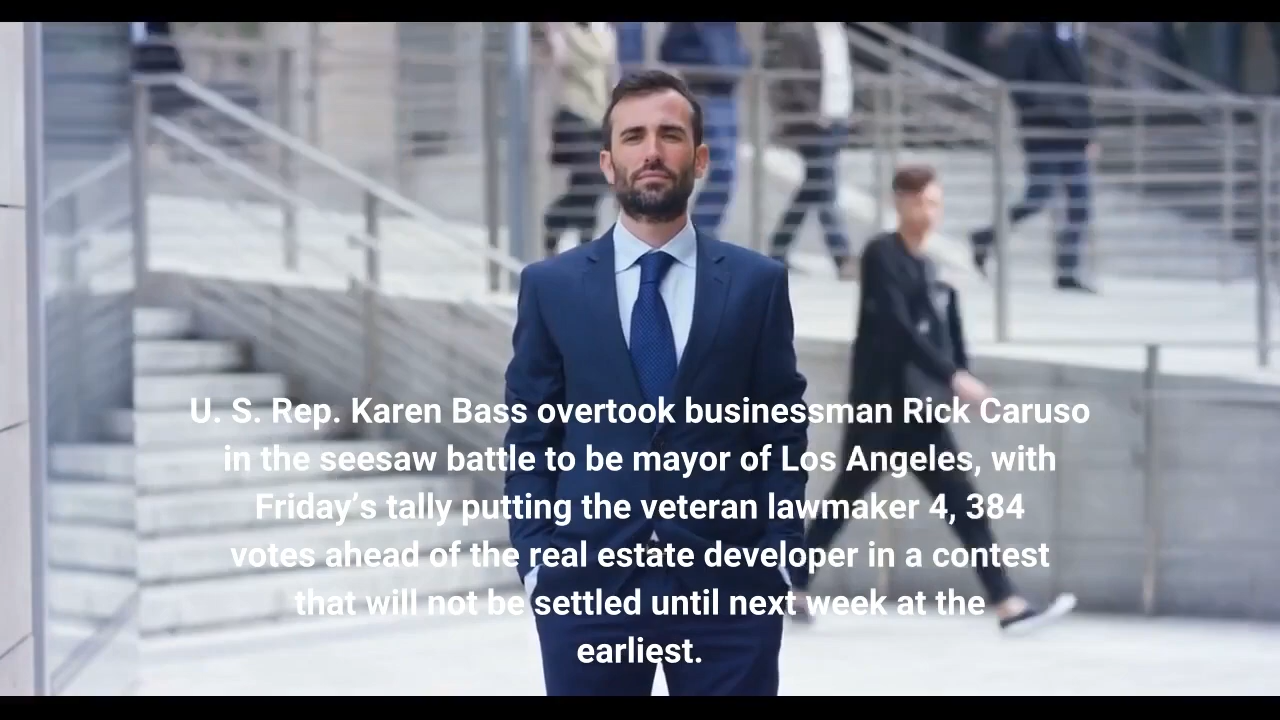 U. S. Rep. Karen Bass overtook businessman Rick Caruso
in the seesaw battle to be mayor of Los Angeles, with
Friday’s tally putting the veteran lawmaker 4, 384
votes ahead of the real estate developer in a contest
that will not be settled until next week at the
earliest.